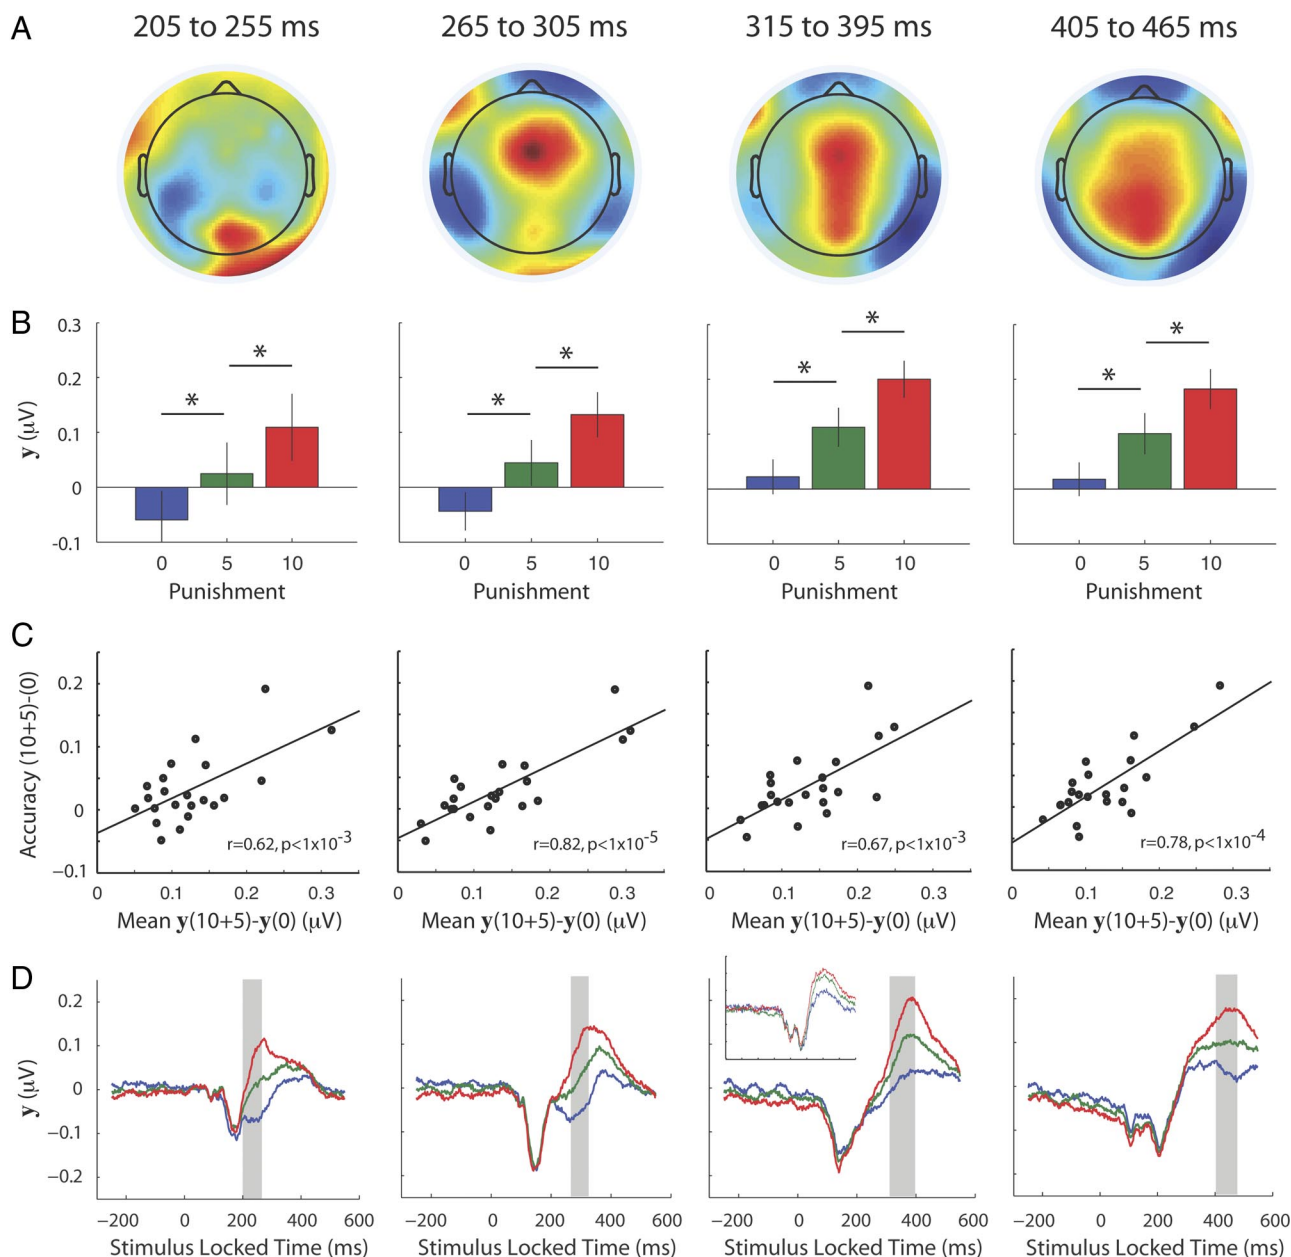 A
205 to 255 ms 265 to 305 ms 315 to 395 ms 405 to 465 ms
B
0.3
* * * *
0.2
* * * *
0.1
0
-0.1
y (μV)
0 5 10 0 5 10 0 5 10 0 5 10
Punishment Punishment Punishment Punishment
C
Accuracy (10+5)-(0)
0.2
0.1
0
−0.1
r=0.62, p<1x10⁻³ r=0.82, p<1x10⁻⁵ r=0.67, p<1x10⁻³ r=0.78, p<1x10⁻⁴
0 0.1 0.2 0.3 0 0.1 0.2 0.3 0 0.1 0.2 0.3 0 0.1 0.2 0.3
Mean y(10+5)-y(0) (μV) Mean y(10+5)-y(0) (μV) Mean y(10+5)-y(0) (μV) Mean y(10+5)-y(0) (μV)
D
y (μV)
0.2
0.1
0
−0.1
−0.2
−200 0 200 400 600 −200 0 200 400 600 −200 0 200 400 600 −200 0 200 400 600
Stimulus Locked Time (ms) Stimulus Locked Time (ms) Stimulus Locked Time (ms) Stimulus Locked Time (ms)